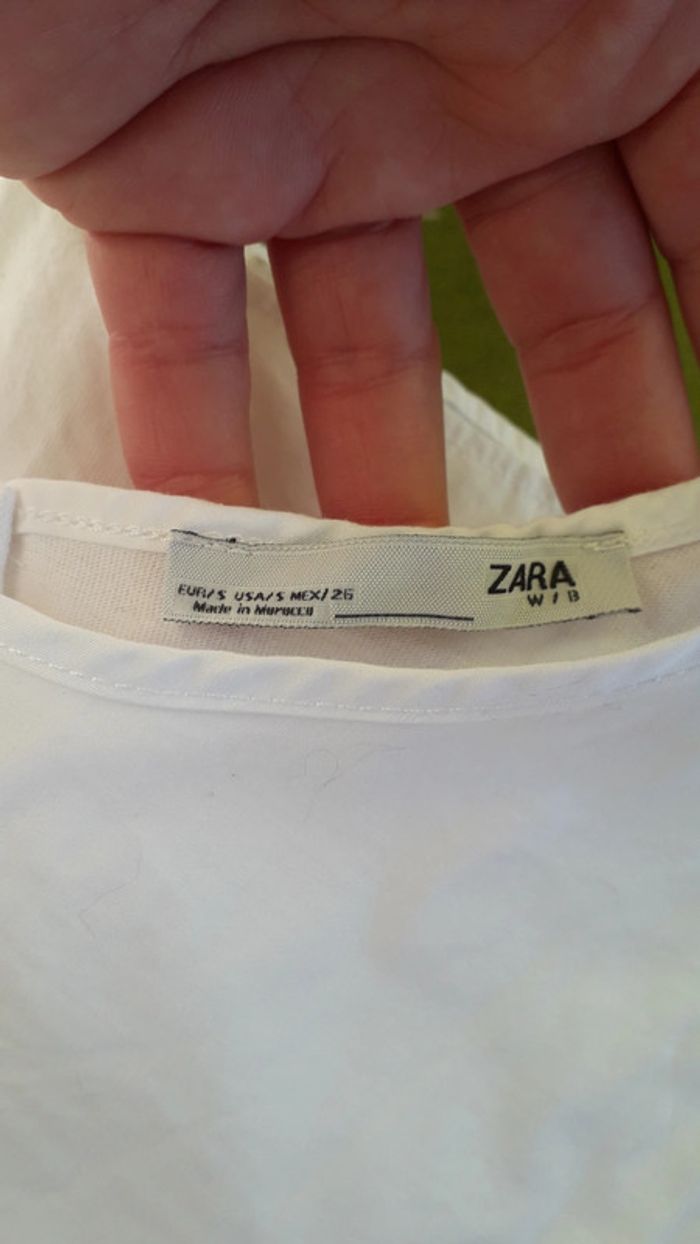 EUR/S USA/S MEX/26
Made in Morocco
ZARA
W / B